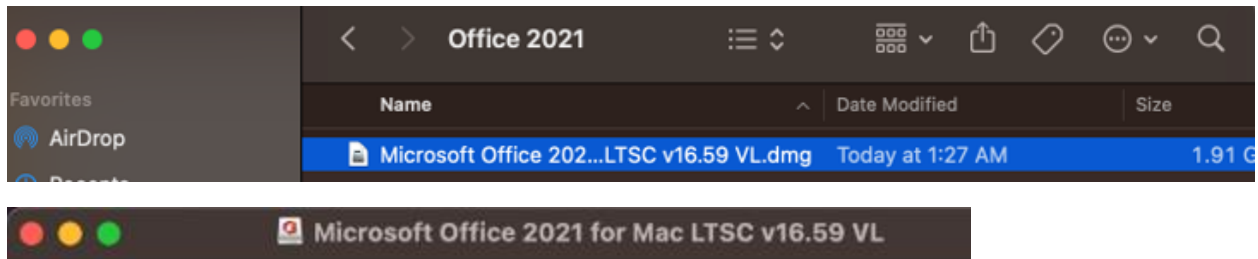 Office 2021
Favorites
Name Date Modified Size
AirDrop
Microsoft Office 202...LTSC v16.59 VL.dmg Today at 1:27 AM 1.91 G
Microsoft Office 2021 for Mac LTSC v16.59 VL